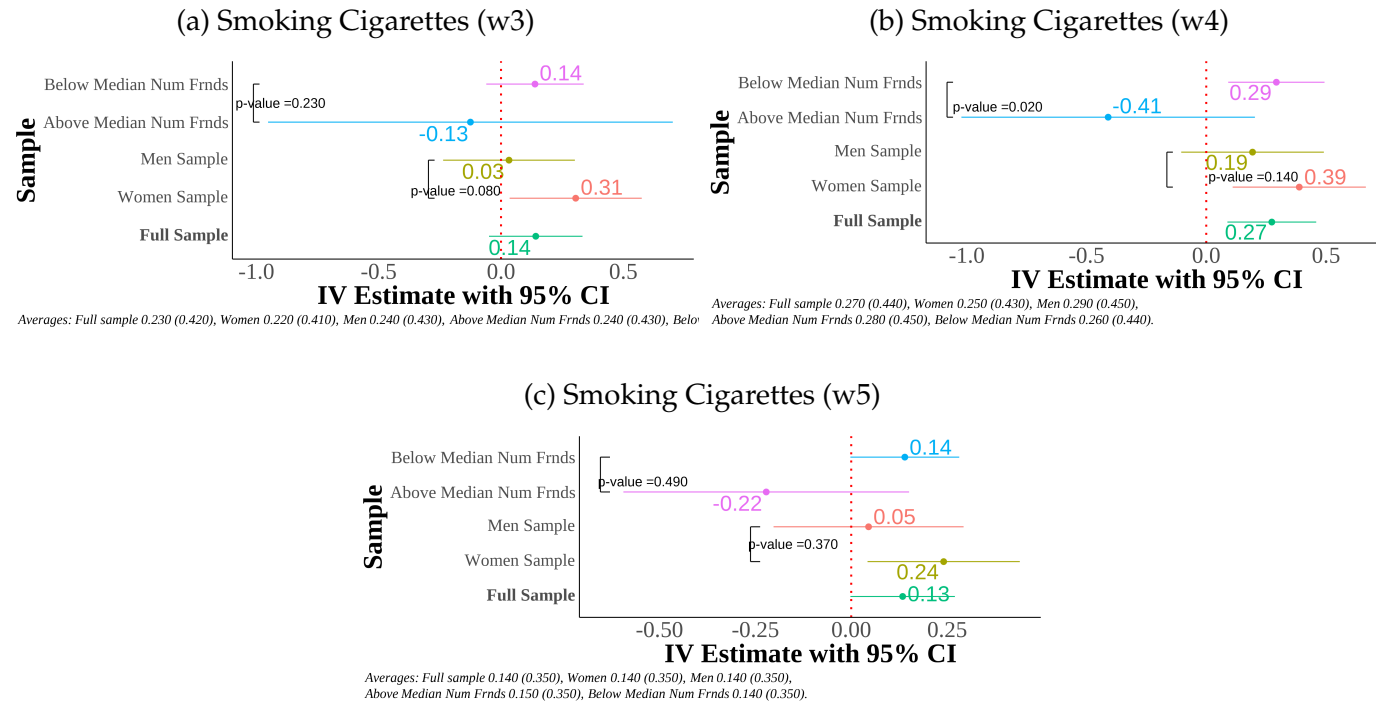 (a) Smoking Cigarettes (w3)
Sample
Below Median Num Frnds
0.14
p-value =0.230
Above Median Num Frnds
-0.13
Men Sample
0.03
p-value =0.080
Women Sample
0.31
Full Sample
0.14
-1.0 -0.5 0.0 0.5
IV Estimate with 95% CI
Averages: Full sample 0.230 (0.420), Women 0.220 (0.410), Men 0.240 (0.430), Above Median Num Frnds 0.240 (0.430), Belov
(b) Smoking Cigarettes (w4)
Sample
Below Median Num Frnds
0.29
p-value =0.020
-0.41
Above Median Num Frnds
Men Sample
0.19
p-value =0.140
Women Sample
0.39
Full Sample
0.27
-1.0 -0.5 0.0 0.5
IV Estimate with 95% CI
Averages: Full sample 0.270 (0.440), Women 0.250 (0.430), Men 0.290 (0.450),
Above Median Num Frnds 0.280 (0.450), Below Median Num Frnds 0.260 (0.440).
(c) Smoking Cigarettes (w5)
Sample
Below Median Num Frnds
0.14
p-value =0.490
Above Median Num Frnds
-0.22
Men Sample
0.05
p-value =0.370
Women Sample
0.24
Full Sample
0.13
-0.50 -0.25 0.00 0.25
IV Estimate with 95% CI
Averages: Full sample 0.140 (0.350), Women 0.140 (0.350), Men 0.140 (0.350),
Above Median Num Frnds 0.150 (0.350), Below Median Num Frnds 0.140 (0.350).